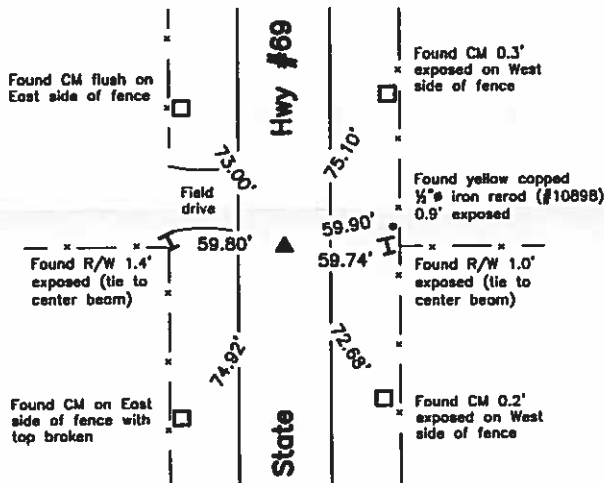 Found CM flush on
East side of fence
Hwy #69
Found CM 0.3'
exposed on West
side of fence
73.00'
75.10'
Field
drive
Found yellow capped
½"ø iron rerod (#10898)
0.9' exposed
59.80'
59.90'
59.74'
Found R/W 1.4'
exposed (tie to
center beam)
Found R/W 1.0'
exposed (tie to
center beam)
74.92'
72.68'
Found CM on East
side of fence with
top broken
State
Found CM 0.2'
exposed on West
side of fence